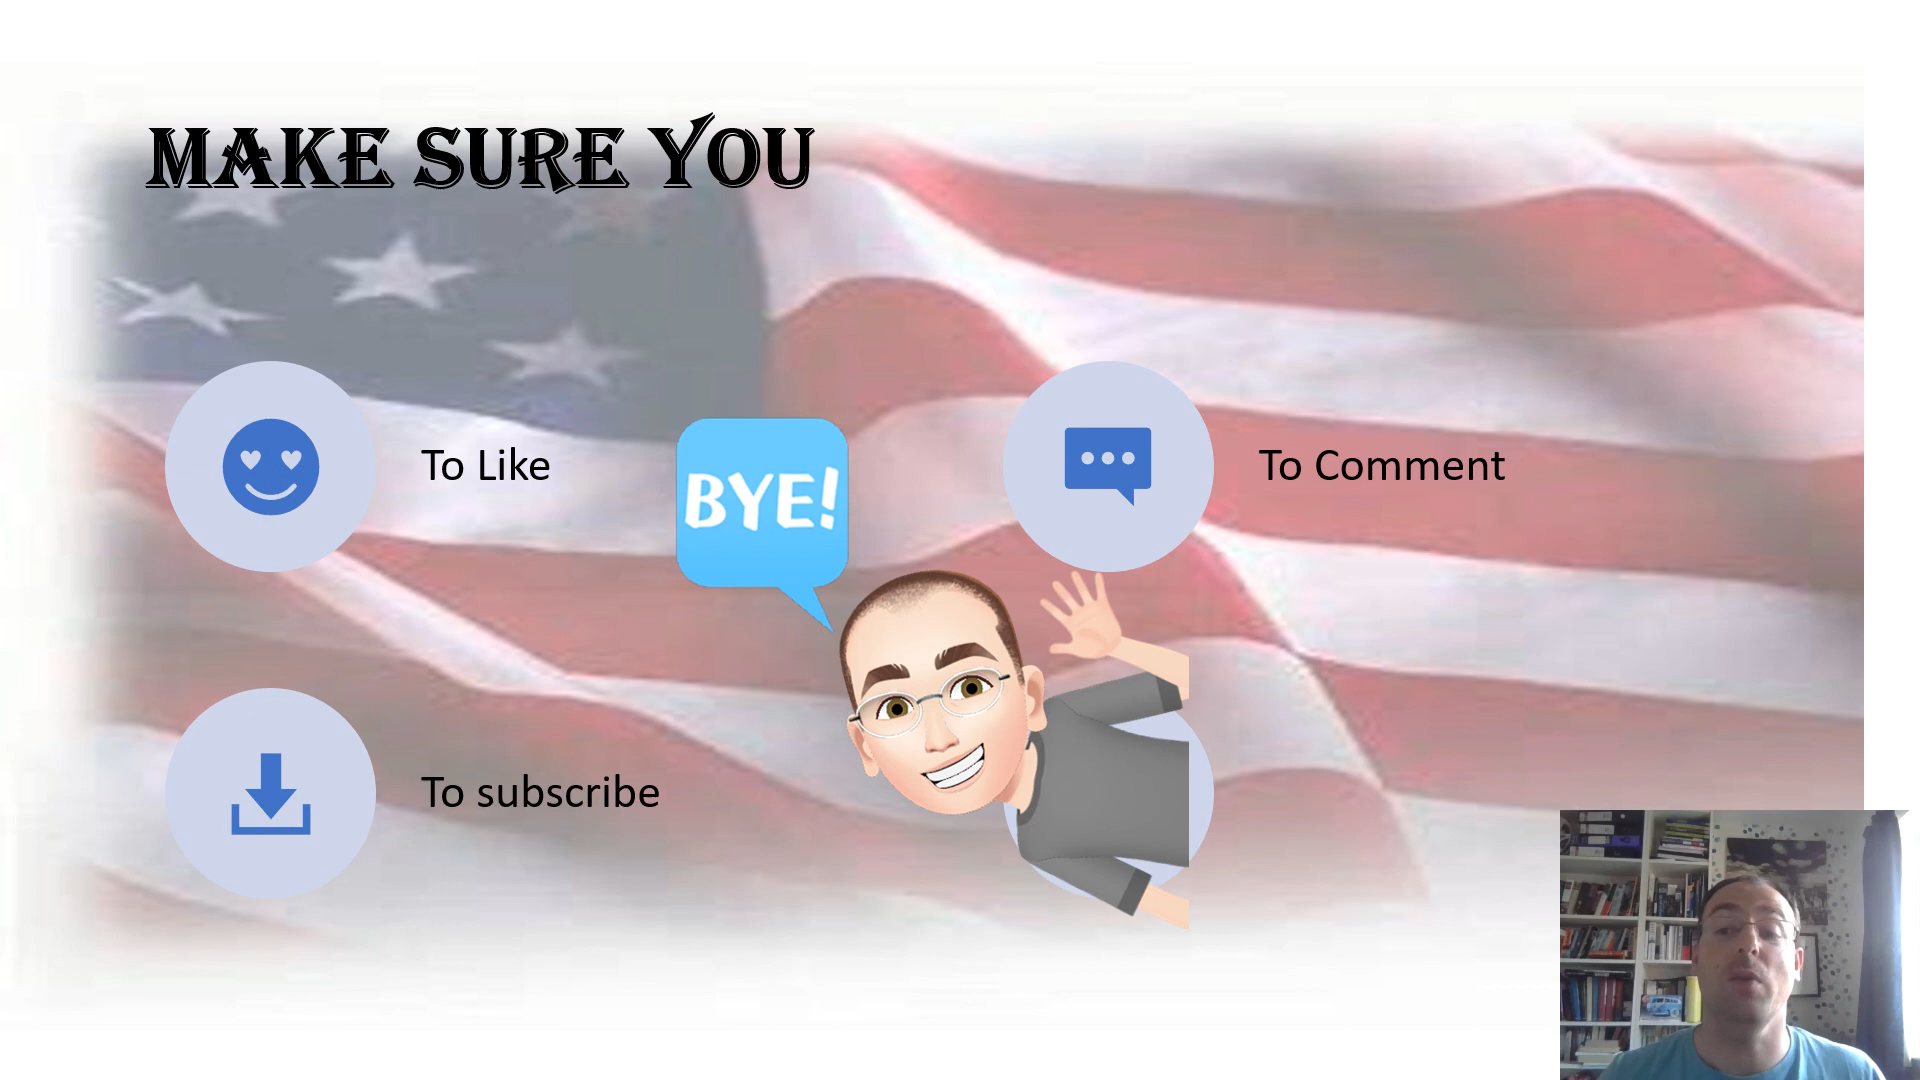 MAKE SURE YOU
To Like
BYE!
To Comment
To subscribe